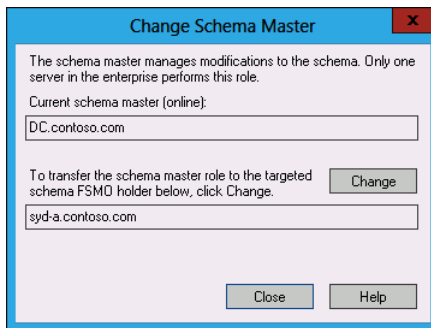 Change Schema Master
x
The schema master manages modifications to the schema. Only one
server in the enterprise performs this role.
Current schema master (online):
DC.contoso.com
To transfer the schema master role to the targeted
schema FSMO holder below, click Change.
Change
syd-a.contoso.com
Close
Help